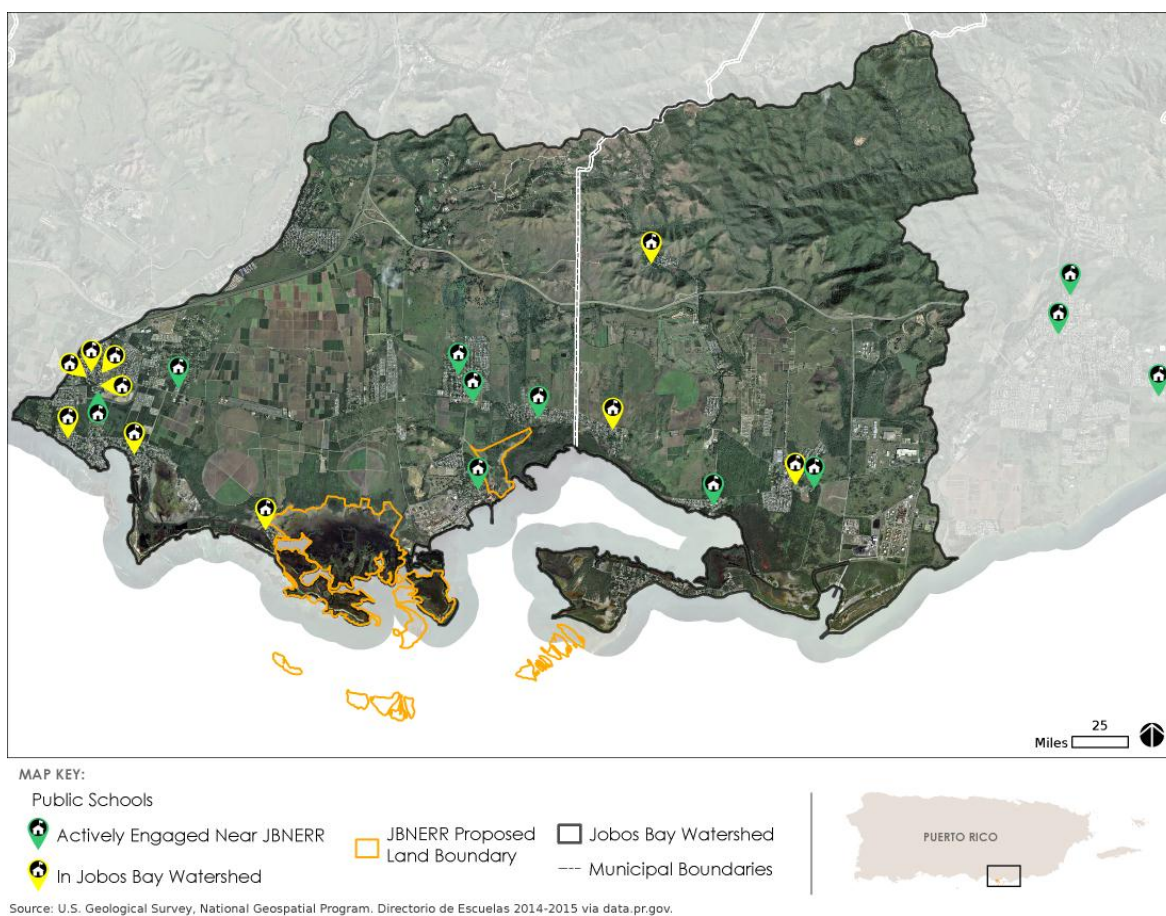 25
Miles
MAP KEY:
Public Schools
Actively Engaged Near JBNERR
In Jobos Bay Watershed
JBNERR Proposed
Land Boundary
Jobos Bay Watershed
Municipal Boundaries
PUERTO RICO
Source: U.S. Geological Survey, National Geospatial Program. Directorio de Escuelas 2014-2015 via data.pr.gov.